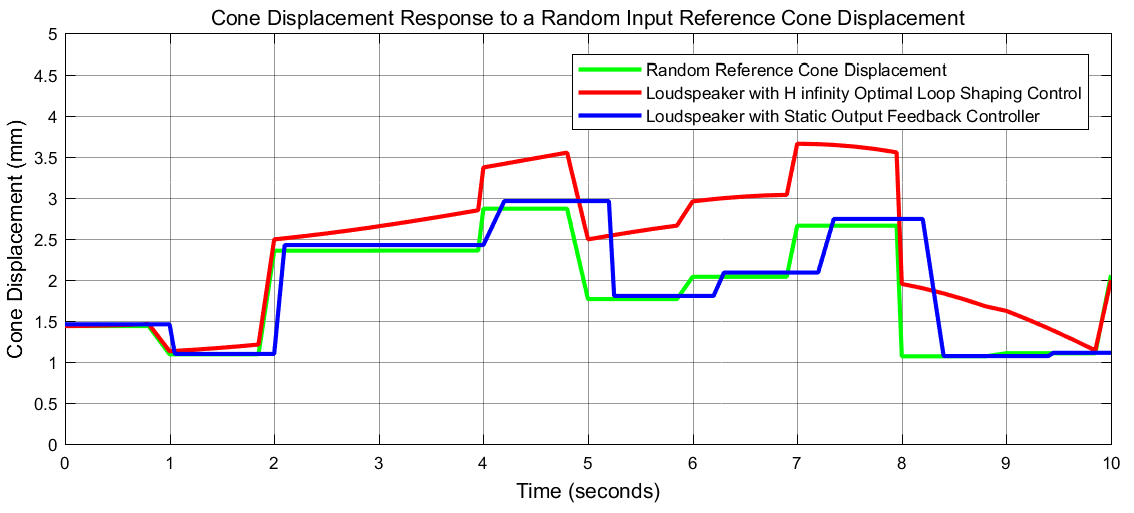 Cone Displacement Response to a Random Input Reference Cone Displacement
5
4.5
4
3.5
3
2.5
2
1.5
1
0.5
0
Cone Displacement (mm)
Random Reference Cone Displacement
Loudspeaker with H infinity Optimal Loop Shaping Control
Loudspeaker with Static Output Feedback Controller
0 1 2 3 4 5 6 7 8 9 10
Time (seconds)